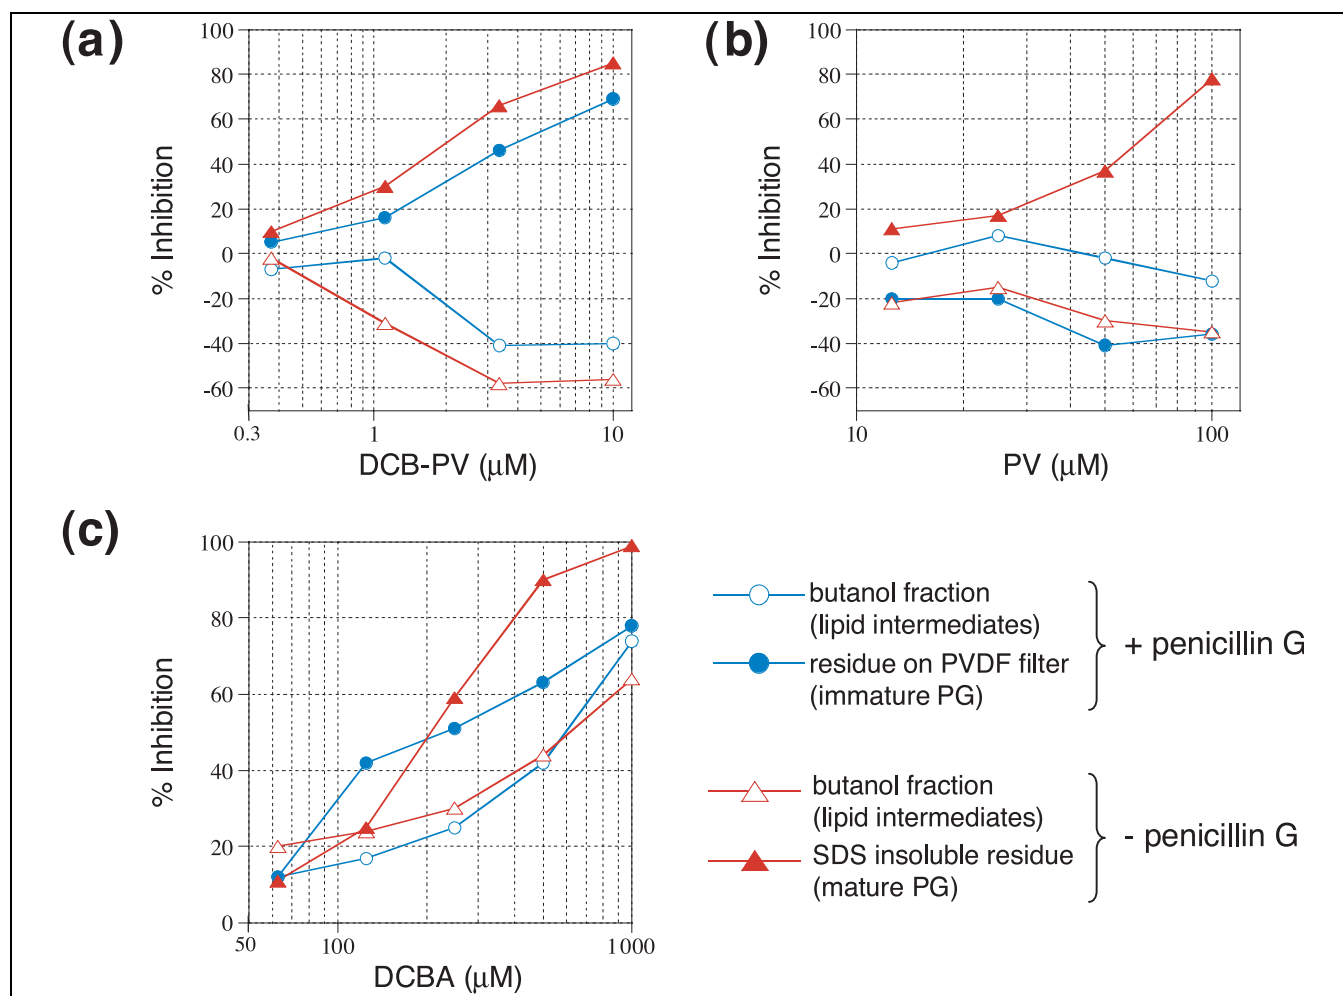 (a)
% Inhibition
100
80
60
40
20
0
-20
-40
-60
0.3
1
10
DCB-PV (μM)
(b)
% Inhibition
100
80
60
40
20
0
-20
-40
-60
10
100
PV (μM)
(c)
% Inhibition
100
80
60
40
20
0
50
100
1000
DCBA (μM)
butanol fraction
(lipid intermediates)
residue on PVDF filter
(immature PG)
+ penicillin G
butanol fraction
(lipid intermediates)
SDS insoluble residue
(mature PG)
- penicillin G